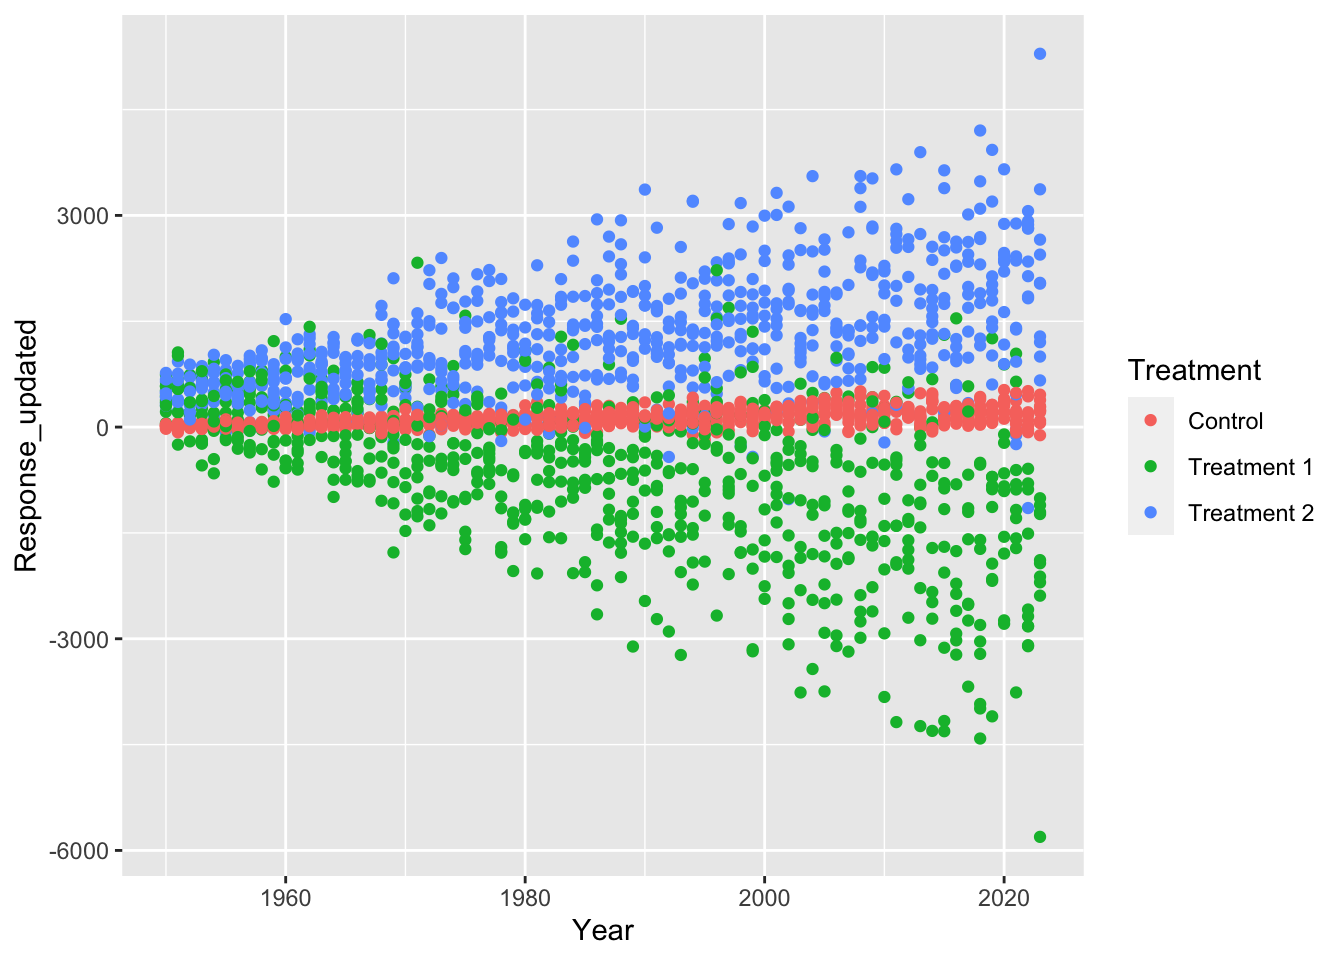 Response_updated
3000
0
-3000
-6000
1960
1980
2000
2020
Year
Treatment
Control
Treatment 1
Treatment 2